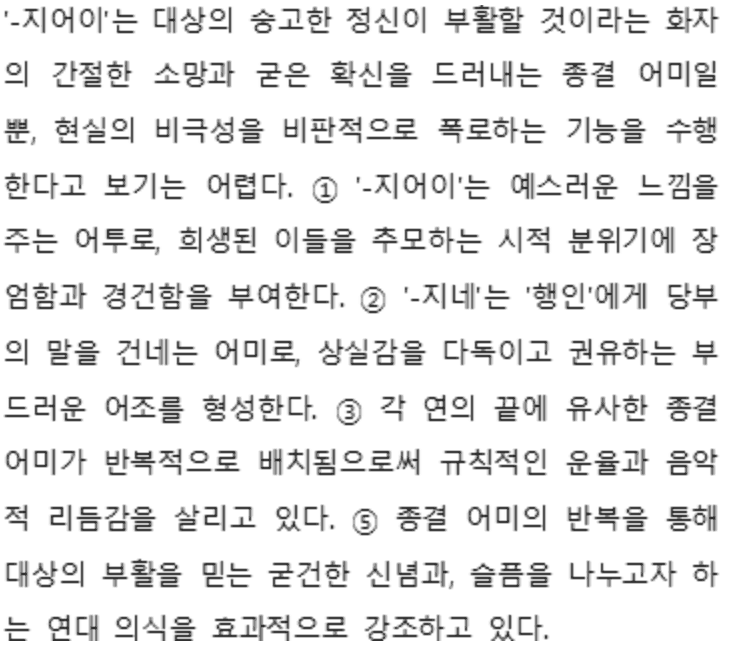 '-지어이'는 대상의 숭고한 정신이 부활할 것이라는 화자
의 간절한 소망과 굳은 확신을 드러내는 종결 어미일
뿐, 현실의 비극성을 비판적으로 폭로하는 기능을 수행
한다고 보기는 어렵다. ① '-지어이'는 예스러운 느낌을
주는 어투로, 희생된 이들을 추모하는 시적 분위기에 장
엄함과 경건함을 부여한다. ② '-지네'는 '행인'에게 당부
의 말을 건네는 어미로, 상실감을 다독이고 권유하는 부
드러운 어조를 형성한다. ③ 각 연의 끝에 유사한 종결
어미가 반복적으로 배치됨으로써 규칙적인 운율과 음악
적 리듬감을 살리고 있다. ⑤ 종결 어미의 반복을 통해
대상의 부활을 믿는 굳건한 신념과, 슬픔을 나누고자 하
는 연대 의식을 효과적으로 강조하고 있다.